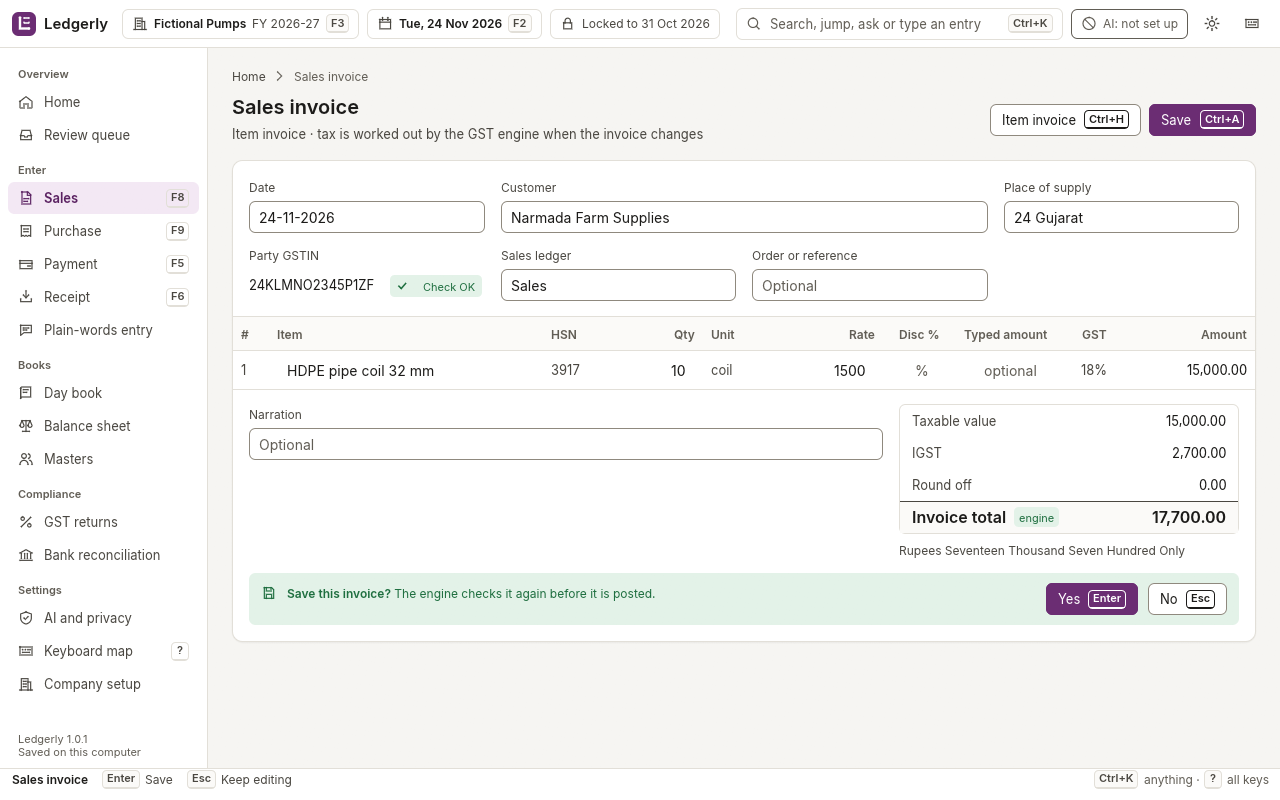 Ledgerly
Fictional Pumps FY 2026-27 F3
Tue, 24 Nov 2026 F2
Locked to 31 Oct 2026
Search, jump, ask or type an entry Ctrl+K
AI: not set up
Overview
Home
Review queue
Enter
Sales F8
Purchase F9
Payment F5
Receipt F6
Plain-words entry
Books
Day book
Balance sheet
Masters
Compliance
GST returns
Bank reconciliation
Settings
AI and privacy
Keyboard map ?
Company setup
Ledgerly 1.0.1
Saved on this computer
Home > Sales invoice
Sales invoice
Item invoice · tax is worked out by the GST engine when the invoice changes
Item invoice Ctrl+H
Save Ctrl+A
Date Customer Place of supply
24-11-2026 Narmada Farm Supplies 24 Gujarat
Party GSTIN Sales ledger Order or reference
24KLMNO2345P1ZF Check OK Sales Optional
# Item HSN Qty Unit Rate Disc % Typed amount GST Amount
1 HDPE pipe coil 32 mm 3917 10 coil 1500 % optional 18% 15,000.00
Narration
Optional
Taxable value 15,000.00
IGST 2,700.00
Round off 0.00
Invoice total engine 17,700.00
Rupees Seventeen Thousand Seven Hundred Only
Save this invoice? The engine checks it again before it is posted.
Yes Enter
No Esc
Sales invoice Enter Save Esc Keep editing
Ctrl+K anything · ? all keys